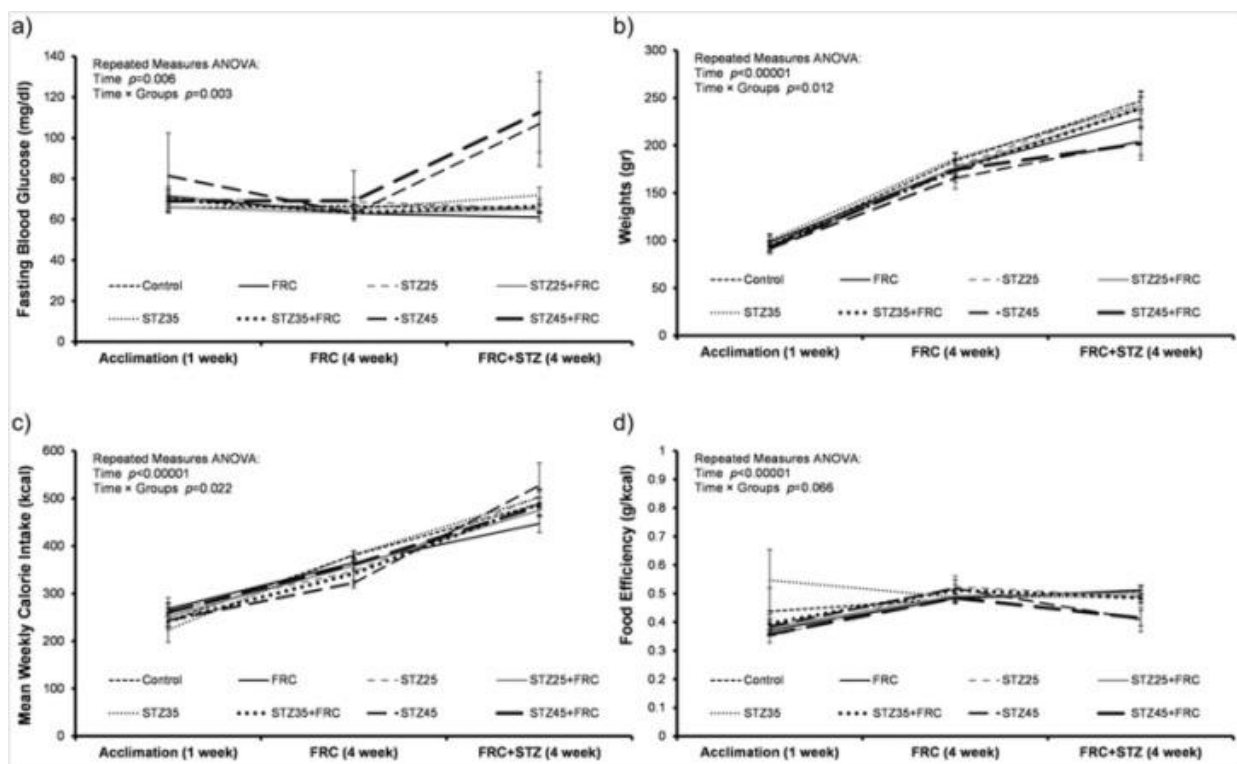 a)
Repeated Measures ANOVA:
Time p=0.006
Time × Groups p=0.003
Fasting Blood Glucose (mg/dl)
140
120
100
80
60
40
20
0
Control
FRC
STZ25
STZ25+FRC
STZ35
STZ35+FRC
STZ45
STZ45+FRC
Acclimation (1 week)
FRC (4 week)
FRC+STZ (4 week)
b)
Repeated Measures ANOVA:
Time p<0.00001
Time × Groups p=0.012
Weights (gr)
300
250
200
150
100
50
0
Control
FRC
STZ25
STZ25+FRC
STZ35
STZ35+FRC
STZ45
STZ45+FRC
Acclimation (1 week)
FRC (4 week)
FRC+STZ (4 week)
c)
Repeated Measures ANOVA:
Time p<0.00001
Time × Groups p=0.022
Mean Weekly Calorie Intake (kcal)
600
500
400
300
200
100
0
Control
FRC
STZ25
STZ25+FRC
STZ35
STZ35+FRC
STZ45
STZ45+FRC
Acclimation (1 week)
FRC (4 week)
FRC+STZ (4 week)
d)
Repeated Measures ANOVA:
Time p<0.00001
Time × Groups p=0.066
Food Efficiency (g/kcal)
1
0.9
0.8
0.7
0.6
0.5
0.4
0.3
0.2
0.1
0
Control
FRC
STZ25
STZ25+FRC
STZ35
STZ35+FRC
STZ45
STZ45+FRC
Acclimation (1 week)
FRC (4 week)
FRC+STZ (4 week)